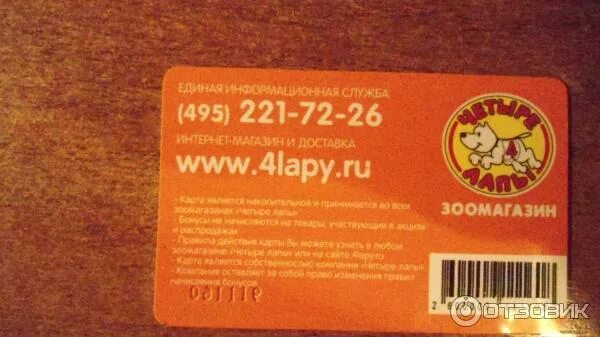 ЕДИНАЯ ИНФОРМАЦИОННАЯ СЛУЖБА
(495) 221-72-26
ИНТЕРНЕТ-МАГАЗИН И ДОСТАВКА
www.4lapy.ru
ЧЕТЫРЕ
ЛАПЫ
ЗООМАГАЗИН
- Карта является накопительной и принимается во всех
зоомагазинах «Четыре лапы»
- Бонусы не начисляются на товары, участвующие в акциях
и распродажах
- Правила действия карты Вы можете узнать в любом
зоомагазине «Четыре лапы» или на сайте 4lapy.ru
- Карта является собственностью компании «Четыре лапы»
- Компания оставляет за собой право изменения правил
начисления бонусов
ОТЗОВИК